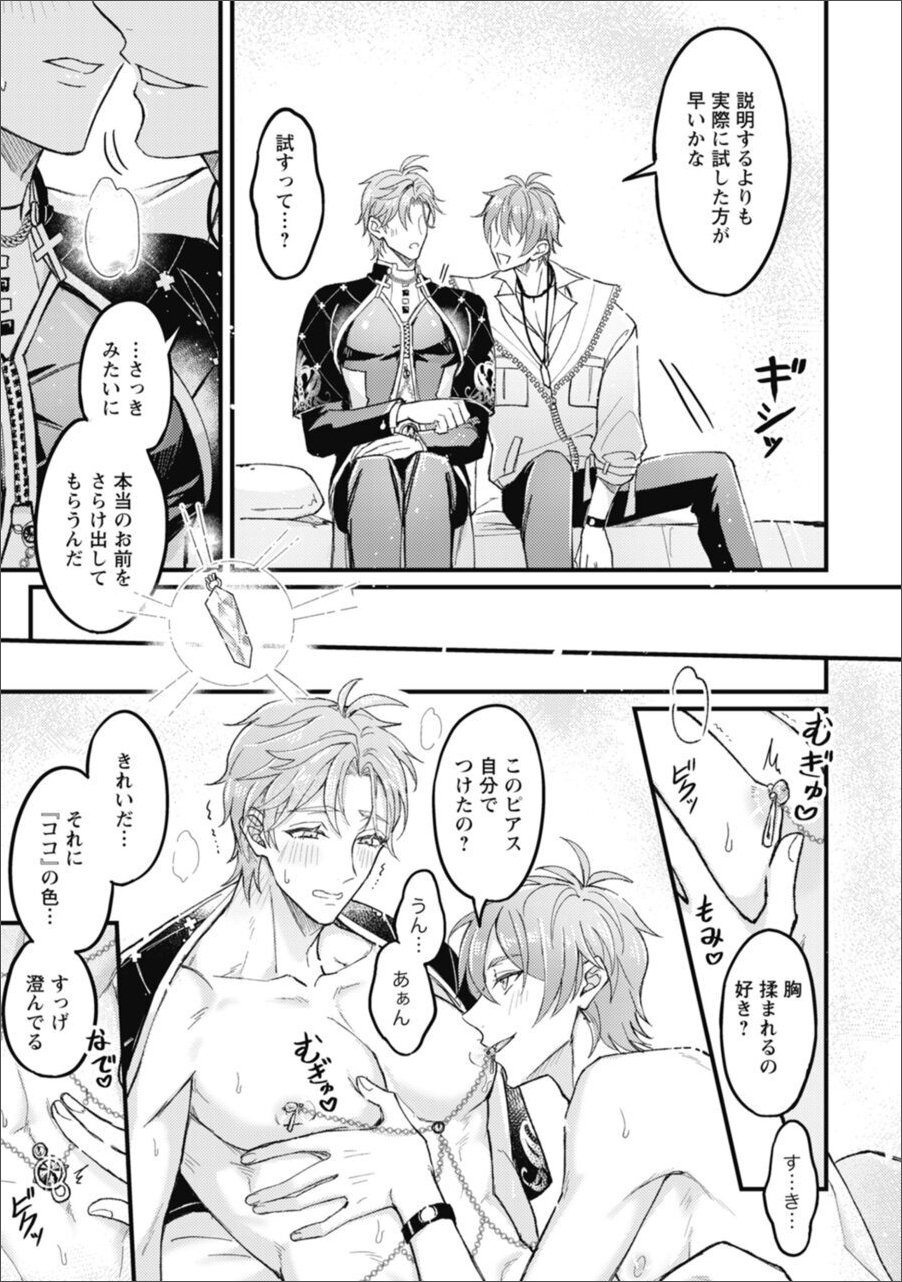 説明するよりも
実際に試した方が
早いかな
試すって…?
ギシッ
…さっき
みたいに
本当のお前を
さらけ出して
もらうんだ
むぎゅ♡
ビクッ
もみ♡
胸
揉まれるの
好き?
す…き…
このピアス
自分で
つけたの?
うん…
あぁん
むぎゅ♡
きれいだ…
それに
『ココ』の色…
すっげ
澄んでる
なで♡
ビクッ